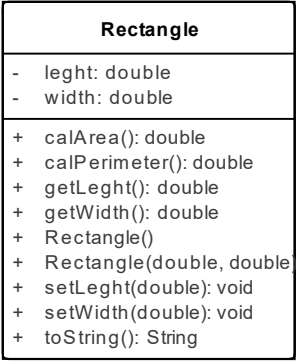 Rectangle
- leght: double
- width: double
+ calArea(): double
+ calPerimeter(): double
+ getLeght(): double
+ getWidth(): double
+ Rectangle()
+ Rectangle(double, double)
+ setLeght(double): void
+ setWidth(double): void
+ toString(): String